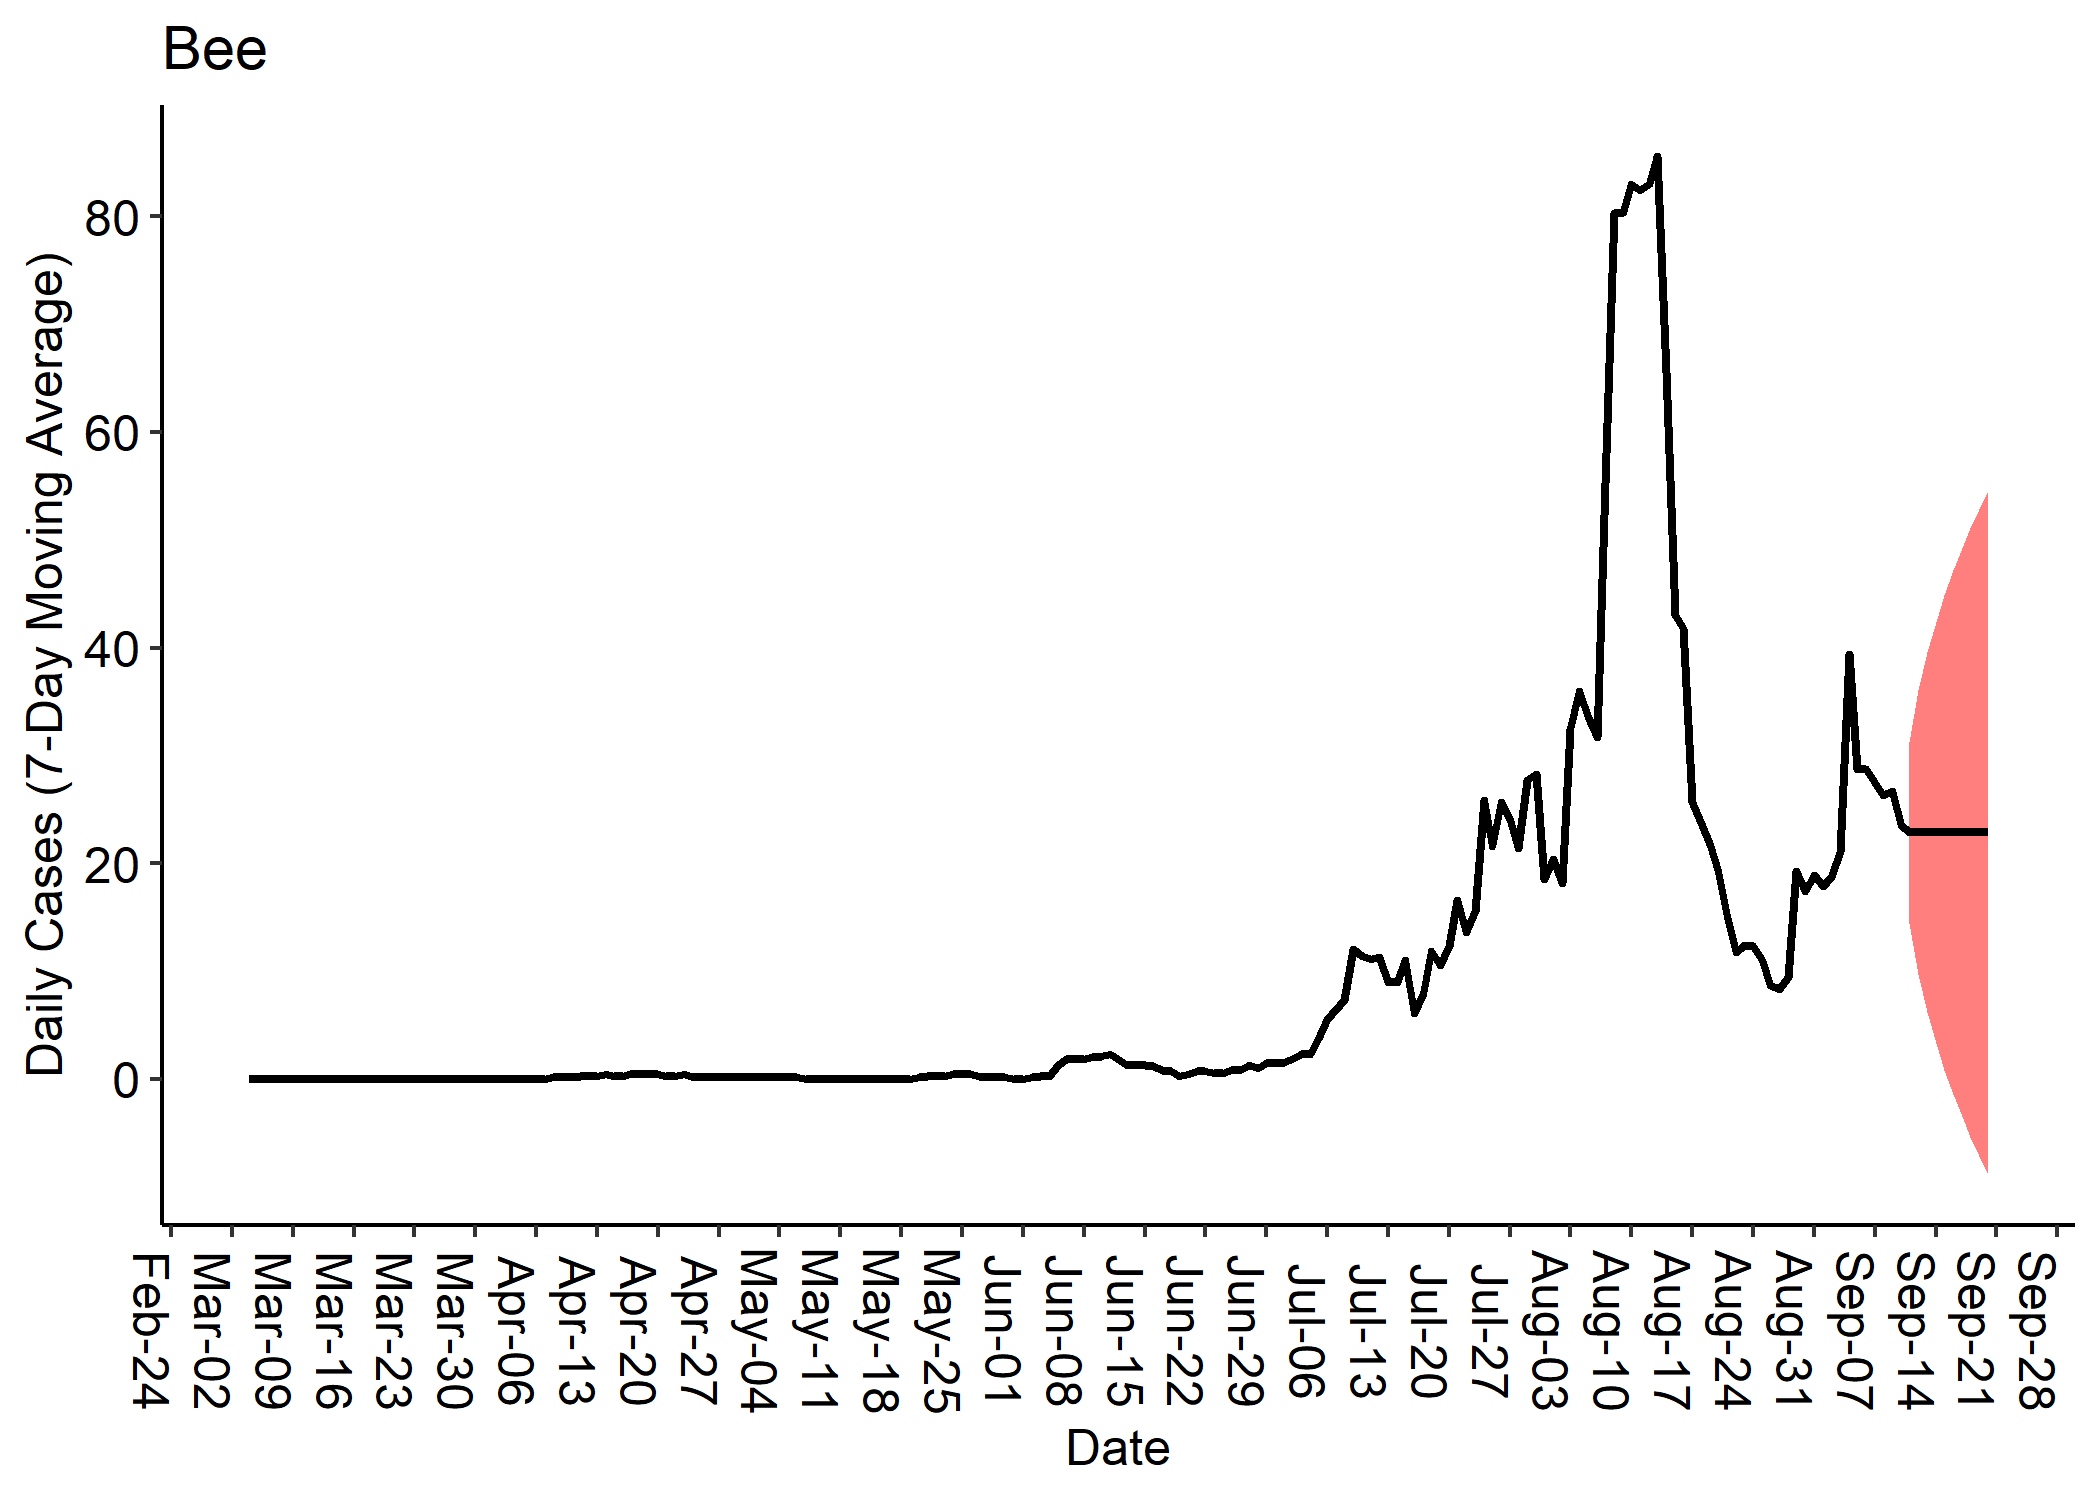 Bee
Daily Cases (7-Day Moving Average)
80
60
40
20
0
Feb-24
Mar-02
Mar-09
Mar-16
Mar-23
Mar-30
Apr-06
Apr-13
Apr-20
Apr-27
May-04
May-11
May-18
May-25
Jun-01
Jun-08
Jun-15
Jun-22
Jun-29
Jul-06
Jul-13
Jul-20
Jul-27
Aug-03
Aug-10
Aug-17
Aug-24
Aug-31
Sep-07
Sep-14
Sep-21
Sep-28
Date